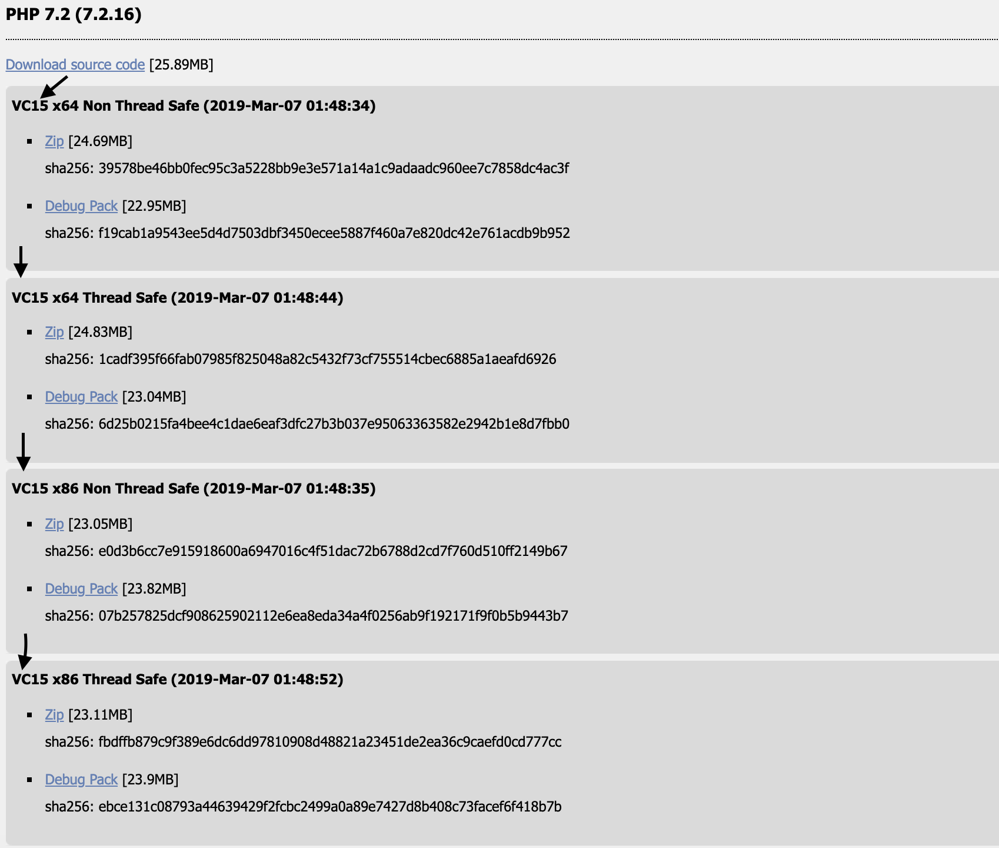 PHP 7.2 (7.2.16)
Download source code [25.89MB]
VC15 x64 Non Thread Safe (2019-Mar-07 01:48:34)
Zip [24.69MB]
sha256: 39578be46bb0fec95c3a5228bb9e3e571a14a1c9adaadc960ee7c7858dc4ac3f
Debug Pack [22.95MB]
sha256: f19cab1a9543ee5d4d7503dbf3450ecee5887f460a7e820dc42e761acdb9b952
VC15 x64 Thread Safe (2019-Mar-07 01:48:44)
Zip [24.83MB]
sha256: 1cadf395f66fab07985f825048a82c5432f73cf755514cbec6885a1aeafd6926
Debug Pack [23.04MB]
sha256: 6d25b0215fa4bee4c1dae6eaf3dfc27b3b037e95063363582e2942b1e8d7fbb0
VC15 x86 Non Thread Safe (2019-Mar-07 01:48:35)
Zip [23.05MB]
sha256: e0d3b6cc7e915918600a6947016c4f51dac72b6788d2cd7f760d510ff2149b67
Debug Pack [23.82MB]
sha256: 07b257825dcf908625902112e6ea8eda34a4f0256ab9f192171f9f0b5b9443b7
VC15 x86 Thread Safe (2019-Mar-07 01:48:52)
Zip [23.11MB]
sha256: fbdffb879c9f389e6dc6dd97810908d48821a23451de2ea36c9caefd0cd777cc
Debug Pack [23.9MB]
sha256: ebce131c08793a44639429f2fcbc2499a0a89e7427d8b408c73facef6f418b7b